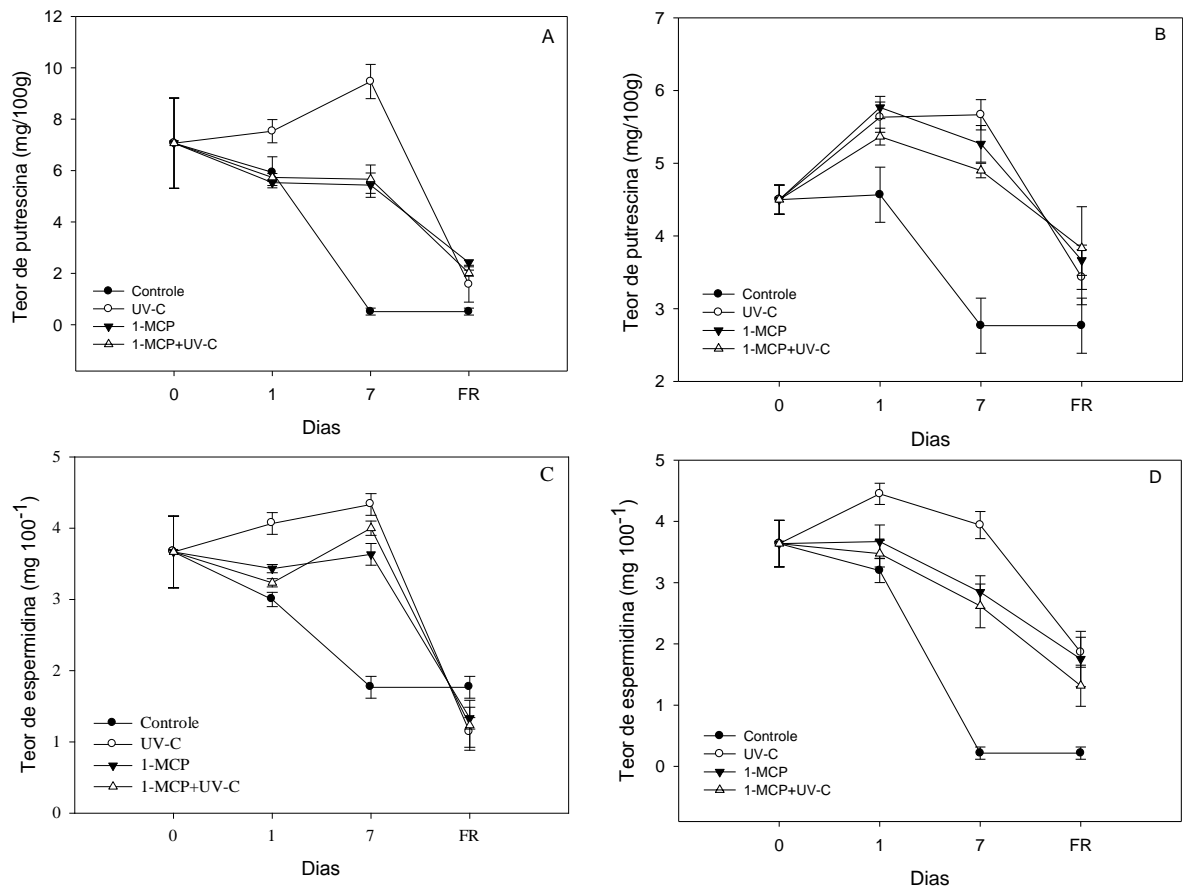 A
Teor de putrescina (mg/100g)
12
10
8
6
4
2
0
Controle
UV-C
1-MCP
1-MCP+UV-C
0 1 7 FR
Dias
B
Teor de putrescina (mg/100g)
7
6
5
4
3
2
Controle
UV-C
1-MCP
1-MCP+UV-C
0 1 7 FR
Dias
C
Teor de espermidina (mg 100⁻¹)
5
4
3
2
1
0
Controle
UV-C
1-MCP
1-MCP+UV-C
0 1 7 FR
Dias
D
Teor de espermidina (mg 100⁻¹)
5
4
3
2
1
0
Controle
UV-C
1-MCP
1-MCP+UV-C
0 1 7 FR
Dias